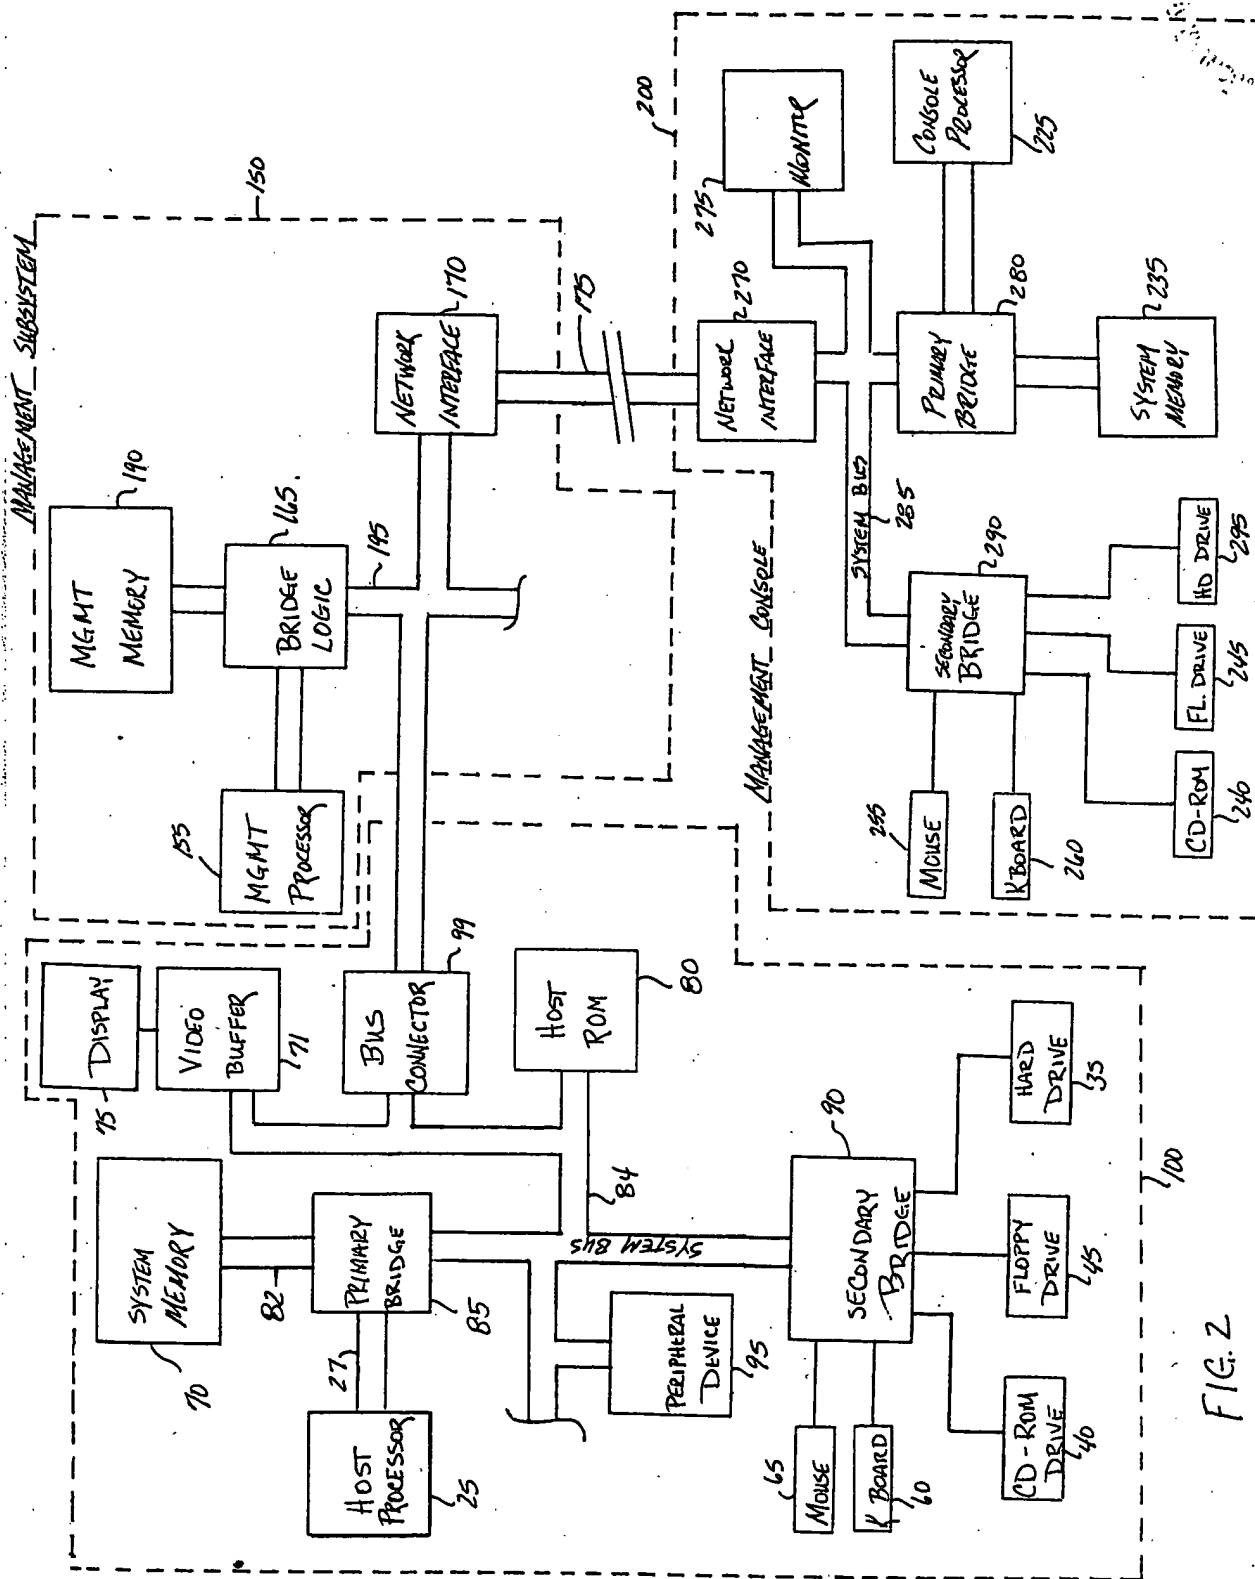 MANAGEMENT SUBSYSTEM
150
MGMT
MEMORY
190
BRIDGE
LOGIC
165
195
MGMT
PROCESSOR
155
NETWORK
INTERFACE
170
175
200
MANAGEMENT CONSOLE
NETWORK
INTERFACE
270
MONITOR
275
CONSOLE
PROCESSOR
225
PRIMARY
BRIDGE
280
SYSTEM
MEMORY
235
SYSTEM BUS
285
SECONDARY
BRIDGE
290
MOUSE
255
K BOARD
260
CD-ROM
240
FL. DRIVE
245
HD DRIVE
295
DISPLAY
75
VIDEO
BUFFER
71
BUS
CONNECTOR
99
HOST
ROM
80
SYSTEM
MEMORY
70
82
PRIMARY
BRIDGE
85
27
HOST
PROCESSOR
25
84
SYSTEM BUS
PERIPHERAL
DEVICE
95
SECONDARY
BRIDGE
90
MOUSE
65
K BOARD
60
CD-ROM
DRIVE
40
FLOPPY
DRIVE
45
HARD
DRIVE
35
100
FIG. 2